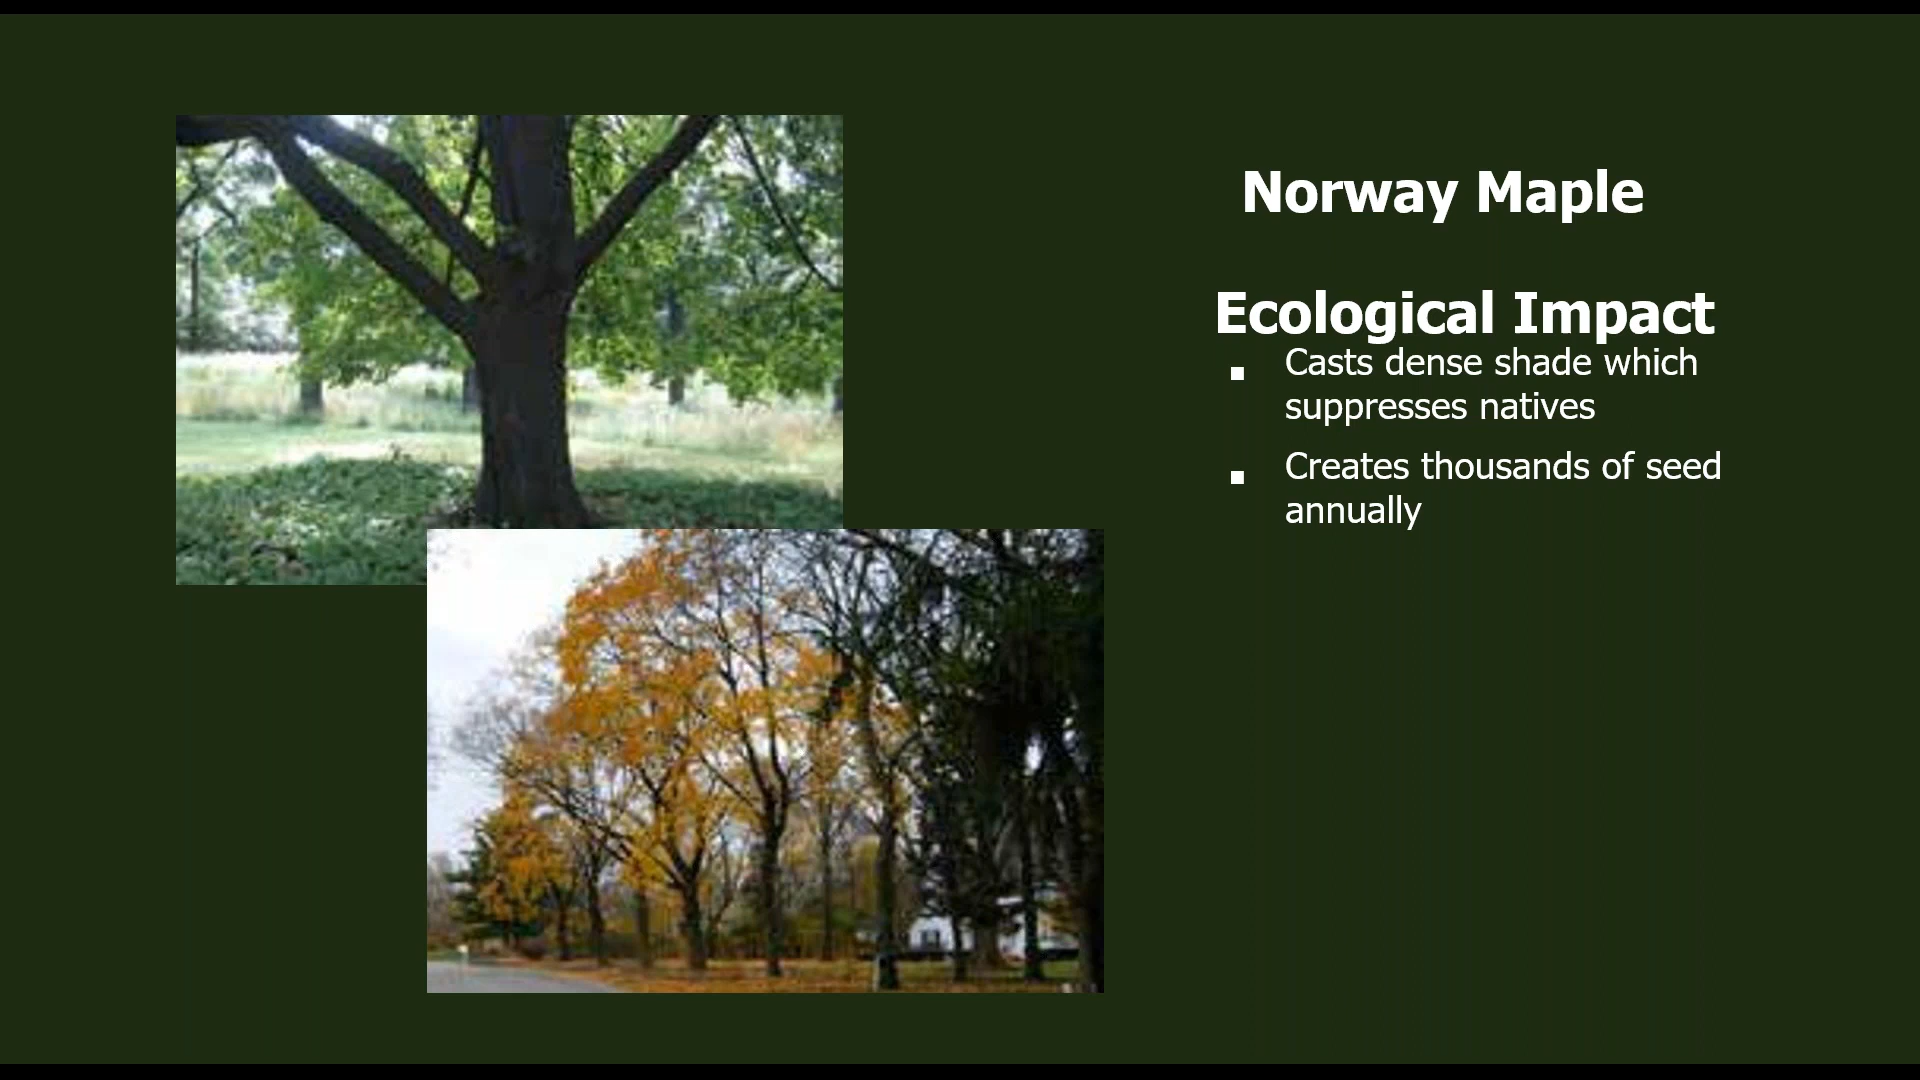 Norway Maple
Ecological Impact
▪ Casts dense shade which
suppresses natives
▪ Creates thousands of seed
annually